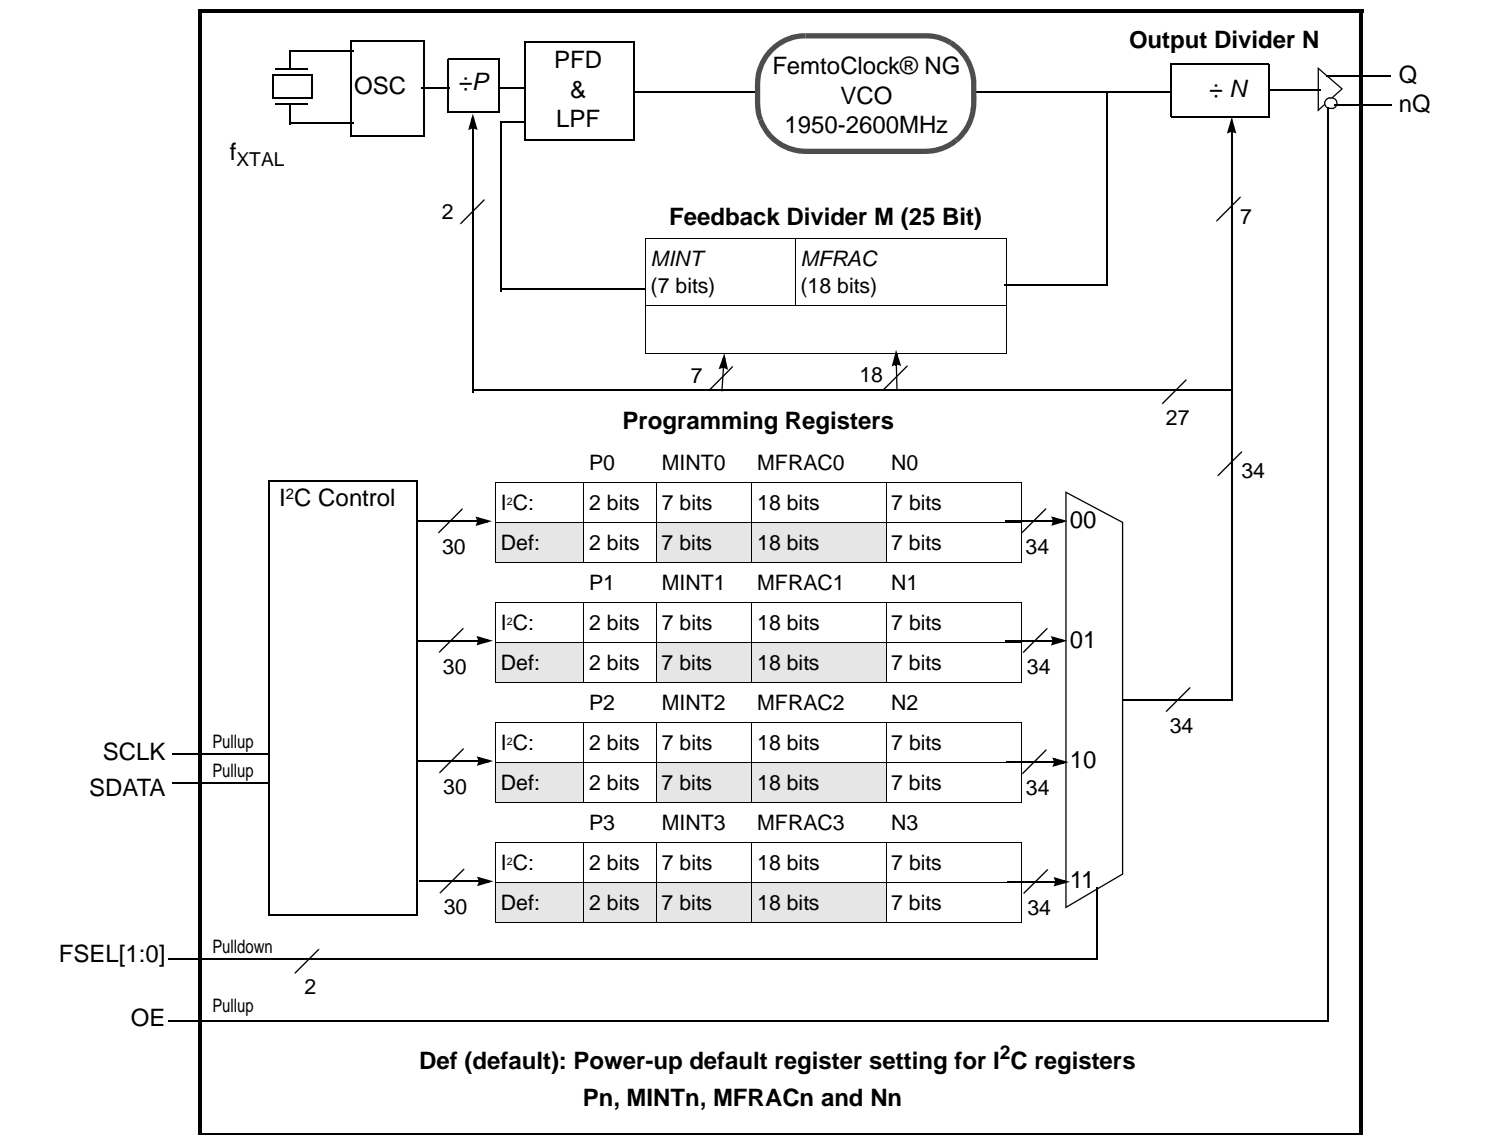 Output Divider N
OSC
÷P
PFD
&
LPF
FemtoClock® NG
VCO
1950-2600MHz
÷ N
Q
nQ
fXTAL
2
7
Feedback Divider M (25 Bit)
MINT
(7 bits)
MFRAC
(18 bits)
7
18
27
34
Programming Registers
P0 MINT0 MFRAC0 N0
I²C Control
I²C: 2 bits 7 bits 18 bits 7 bits
Def: 2 bits 7 bits 18 bits 7 bits
30
34
00
P1 MINT1 MFRAC1 N1
I²C: 2 bits 7 bits 18 bits 7 bits
Def: 2 bits 7 bits 18 bits 7 bits
30
34
01
P2 MINT2 MFRAC2 N2
I²C: 2 bits 7 bits 18 bits 7 bits
Def: 2 bits 7 bits 18 bits 7 bits
30
34
10
34
P3 MINT3 MFRAC3 N3
I²C: 2 bits 7 bits 18 bits 7 bits
Def: 2 bits 7 bits 18 bits 7 bits
30
34
11
SCLK Pullup
SDATA Pullup
FSEL[1:0] Pulldown
2
OE Pullup
Def (default): Power-up default register setting for I²C registers
Pn, MINTn, MFRACn and Nn